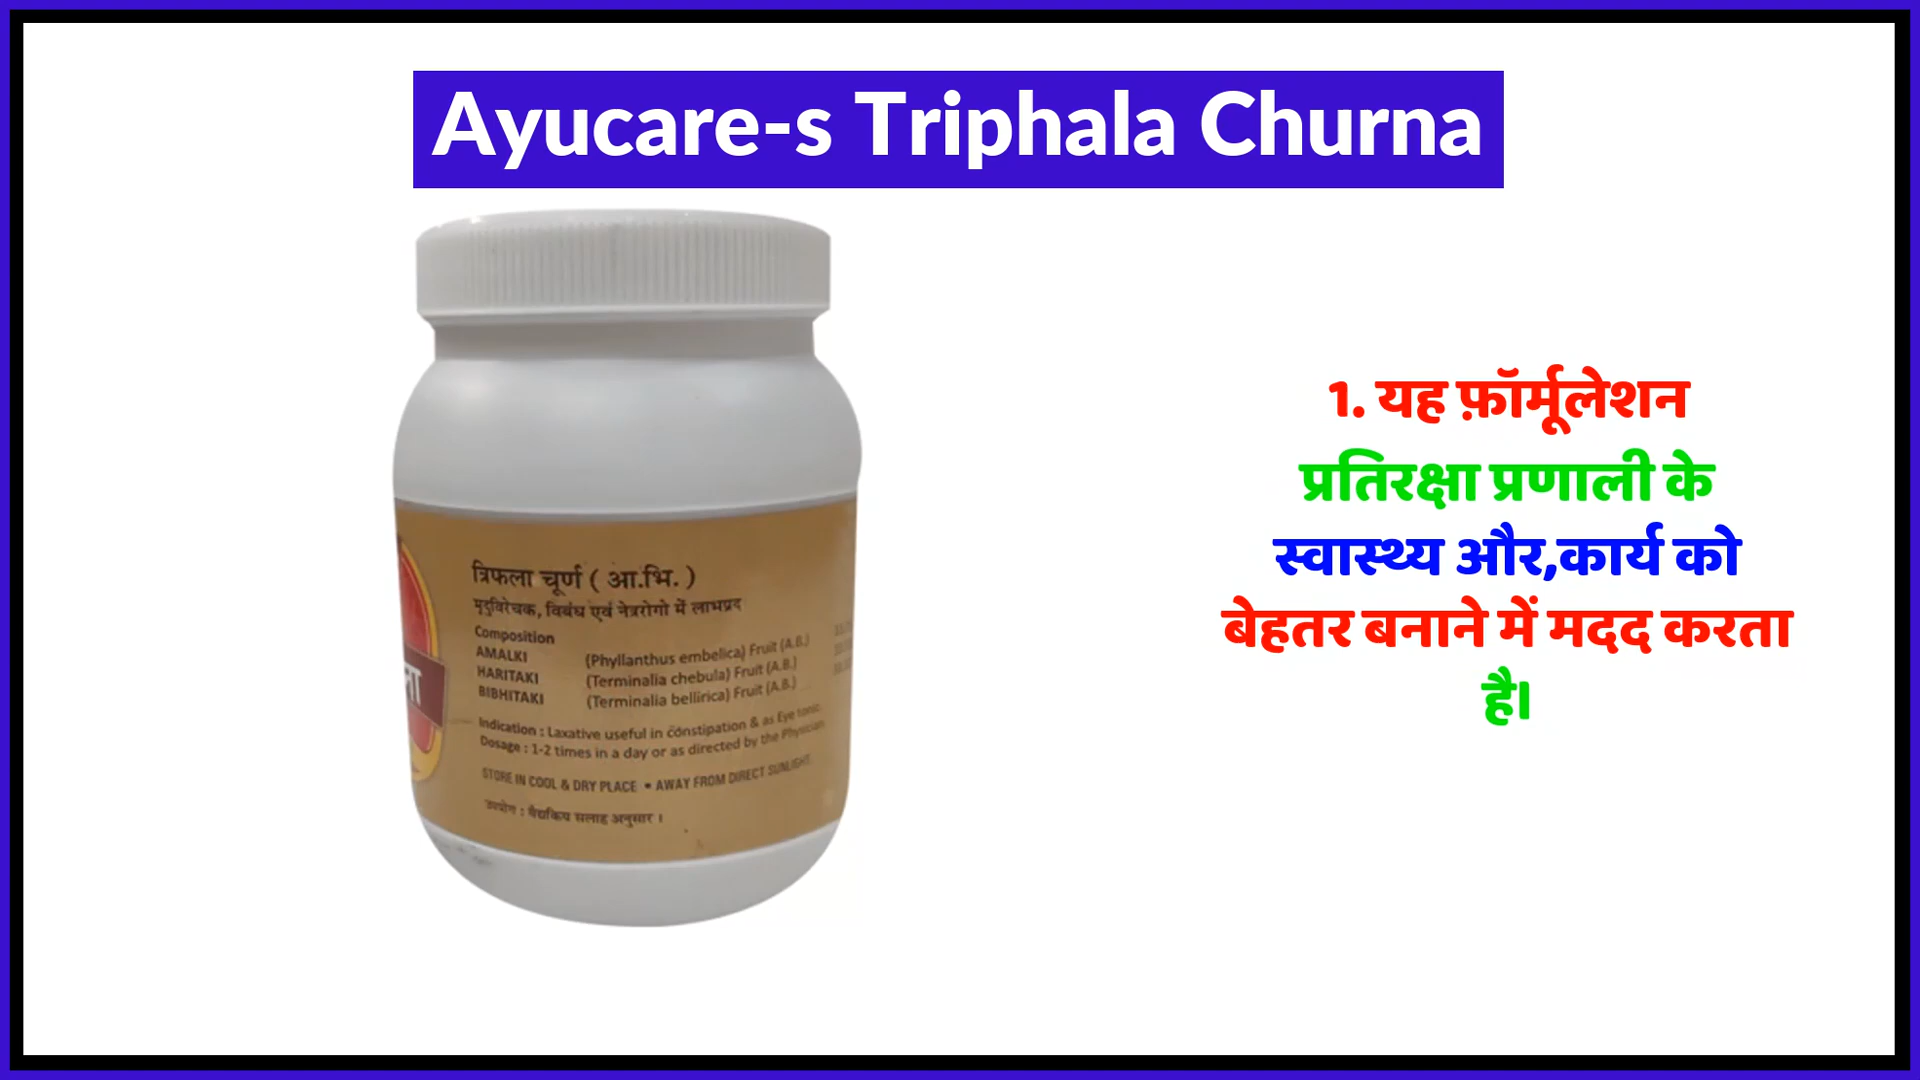 Ayucare-s Triphala Churna
त्रिफला चूर्ण ( आ.भि. )
मृदुविरेचक, विबंध एवं नेत्ररोगो में लाभप्रद
Composition
AMALKI (Phyllanthus embelica) Fruit (A.B.)
HARITAKI (Terminalia chebula) Fruit (A.B.)
BIBHITAKI (Terminalia bellirica) Fruit (A.B.)
Indication : Laxative useful in constipation & as Eye tonic.
Dosage : 1-2 times in a day or as directed by the Physician
STORE IN COOL & DRY PLACE • AWAY FROM DIRECT SUNLIGHT.
उपयोग : वैद्यकिय सलाह अनुसार ।
1. यह फ़ॉर्मूलेशन
प्रतिरक्षा प्रणाली के
स्वास्थ्य और,कार्य को
बेहतर बनाने में मदद करता
है।